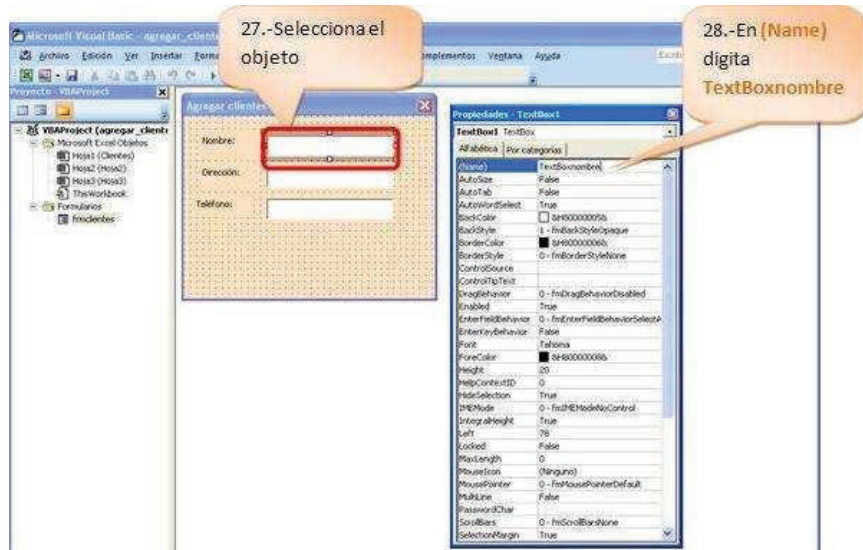 Microsoft Visual Basic - agregar_cliente
Archivo Edición Ver Insertar Forma
Complementos Ventana Ayuda
27.-Selecciona el
objeto
28.-En (Name)
digita
TextBoxnombre
Proyecto - VBAProject
VBAProject (agregar_client
Microsoft Excel Objetos
Hoja1 (Clientes)
Hoja2 (Hoja2)
Hoja3 (Hoja3)
ThisWorkbook
Formularios
frmclientes
Agregar clientes
Nombre:
Dirección:
Teléfono:
Propiedades - TextBox1
TextBox1 TextBox
Alfabética Por categorías
(Name) TextBoxnombre
AutoSize False
AutoTab False
AutoWordSelect True
BackColor &H80000005&
BackStyle 1 - fmBackStyleOpaque
BorderColor &H80000006&
BorderStyle 0 - fmBorderStyleNone
ControlSource
ControlTipText
DragBehavior 0 - fmDragBehaviorDisabled
Enabled True
EnterFieldBehavior 0 - fmEnterFieldBehaviorSelectA
EnterKeyBehavior False
Font Tahoma
ForeColor &H80000008&
Height 20
HelpContextID 0
HideSelection True
IMEMode 0 - fmIMEModeNoControl
IntegralHeight True
Left 78
Locked False
MaxLength 0
MouseIcon (Ninguno)
MousePointer 0 - fmMousePointerDefault
MultiLine False
PasswordChar
ScrollBars 0 - fmScrollBarsNone
SelectionMargin True